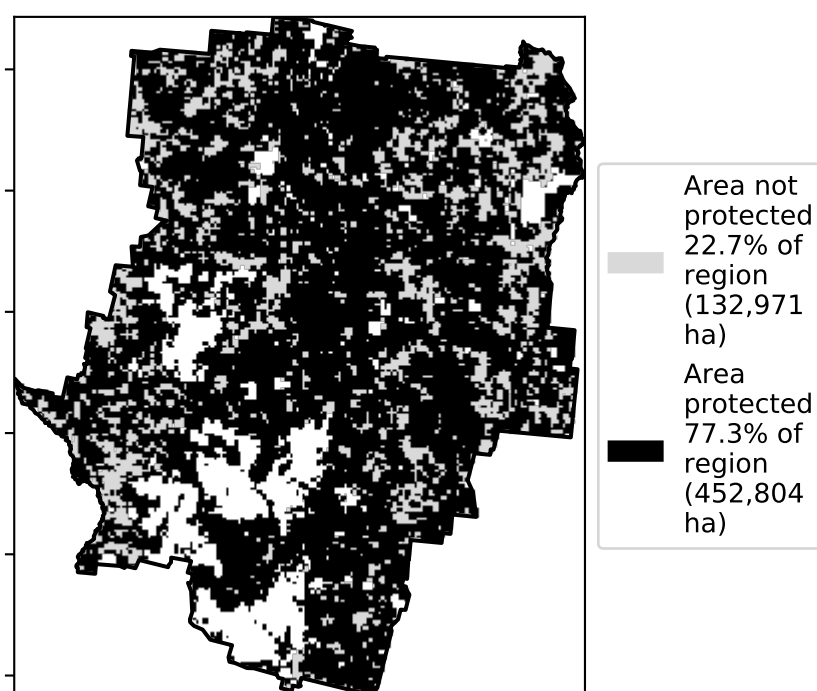 Area not
protected
22.7% of
region
(132,971
ha)
Area
protected
77.3% of
region
(452,804
ha)